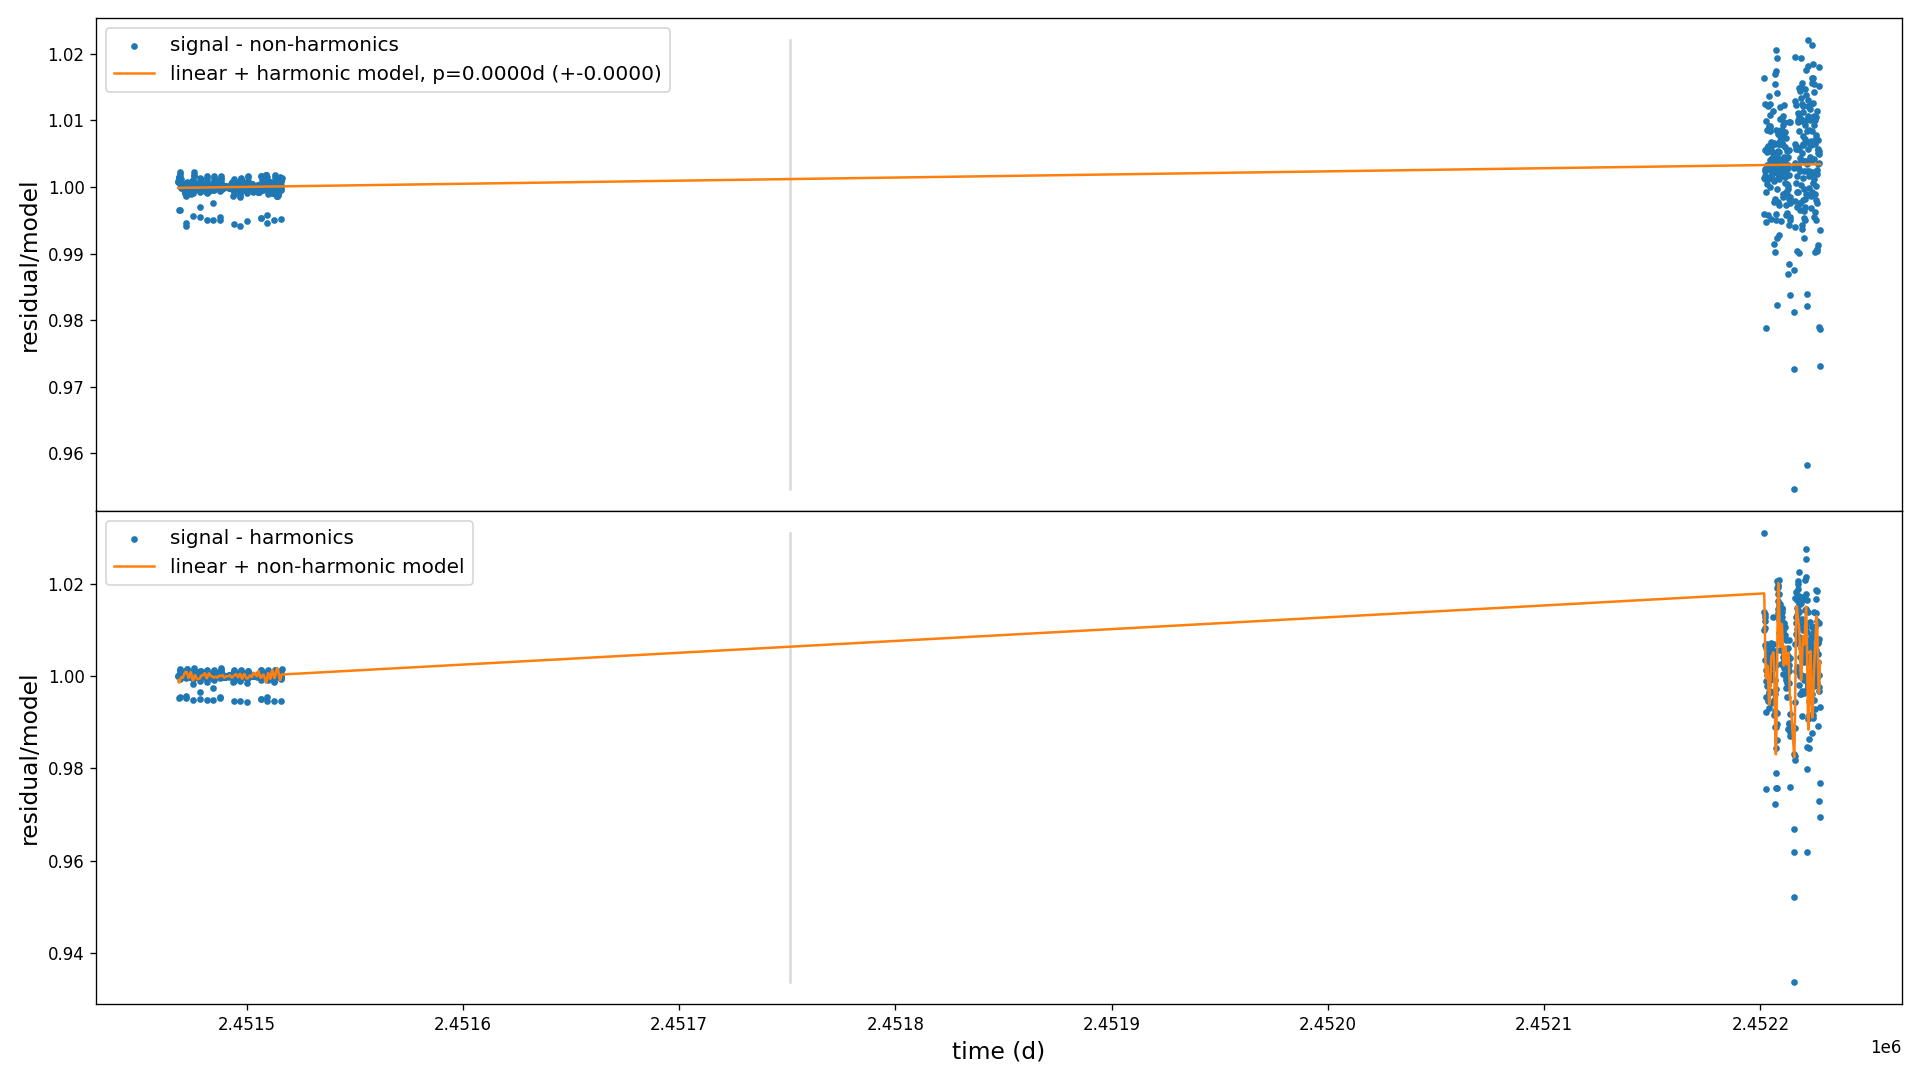 signal - non-harmonics
linear + harmonic model, p=0.0000d (+-0.0000)
1.02
1.01
1.00
0.99
0.98
0.97
0.96
residual/model
signal - harmonics
linear + non-harmonic model
1.02
1.00
0.98
0.96
0.94
residual/model
2.4515 2.4516 2.4517 2.4518 2.4519 2.4520 2.4521 2.4522
1e6
time (d)